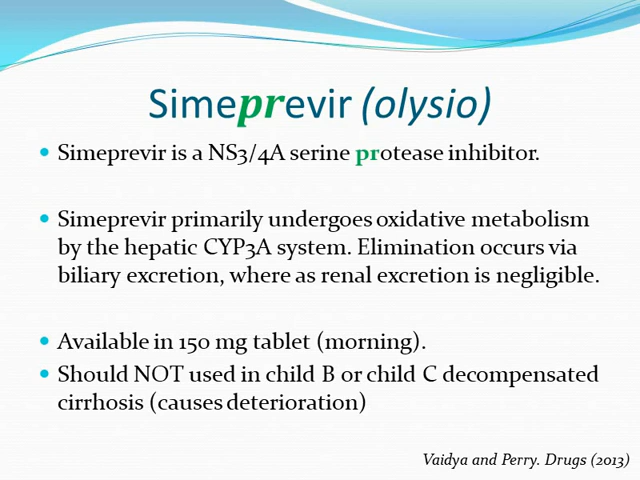 Simeprevir (olysio)
• Simeprevir is a NS3/4A serine protease inhibitor.
• Simeprevir primarily undergoes oxidative metabolism
by the hepatic CYP3A system. Elimination occurs via
biliary excretion, where as renal excretion is negligible.
• Available in 150 mg tablet (morning).
• Should NOT used in child B or child C decompensated
cirrhosis (causes deterioration)
Vaidya and Perry. Drugs (2013)